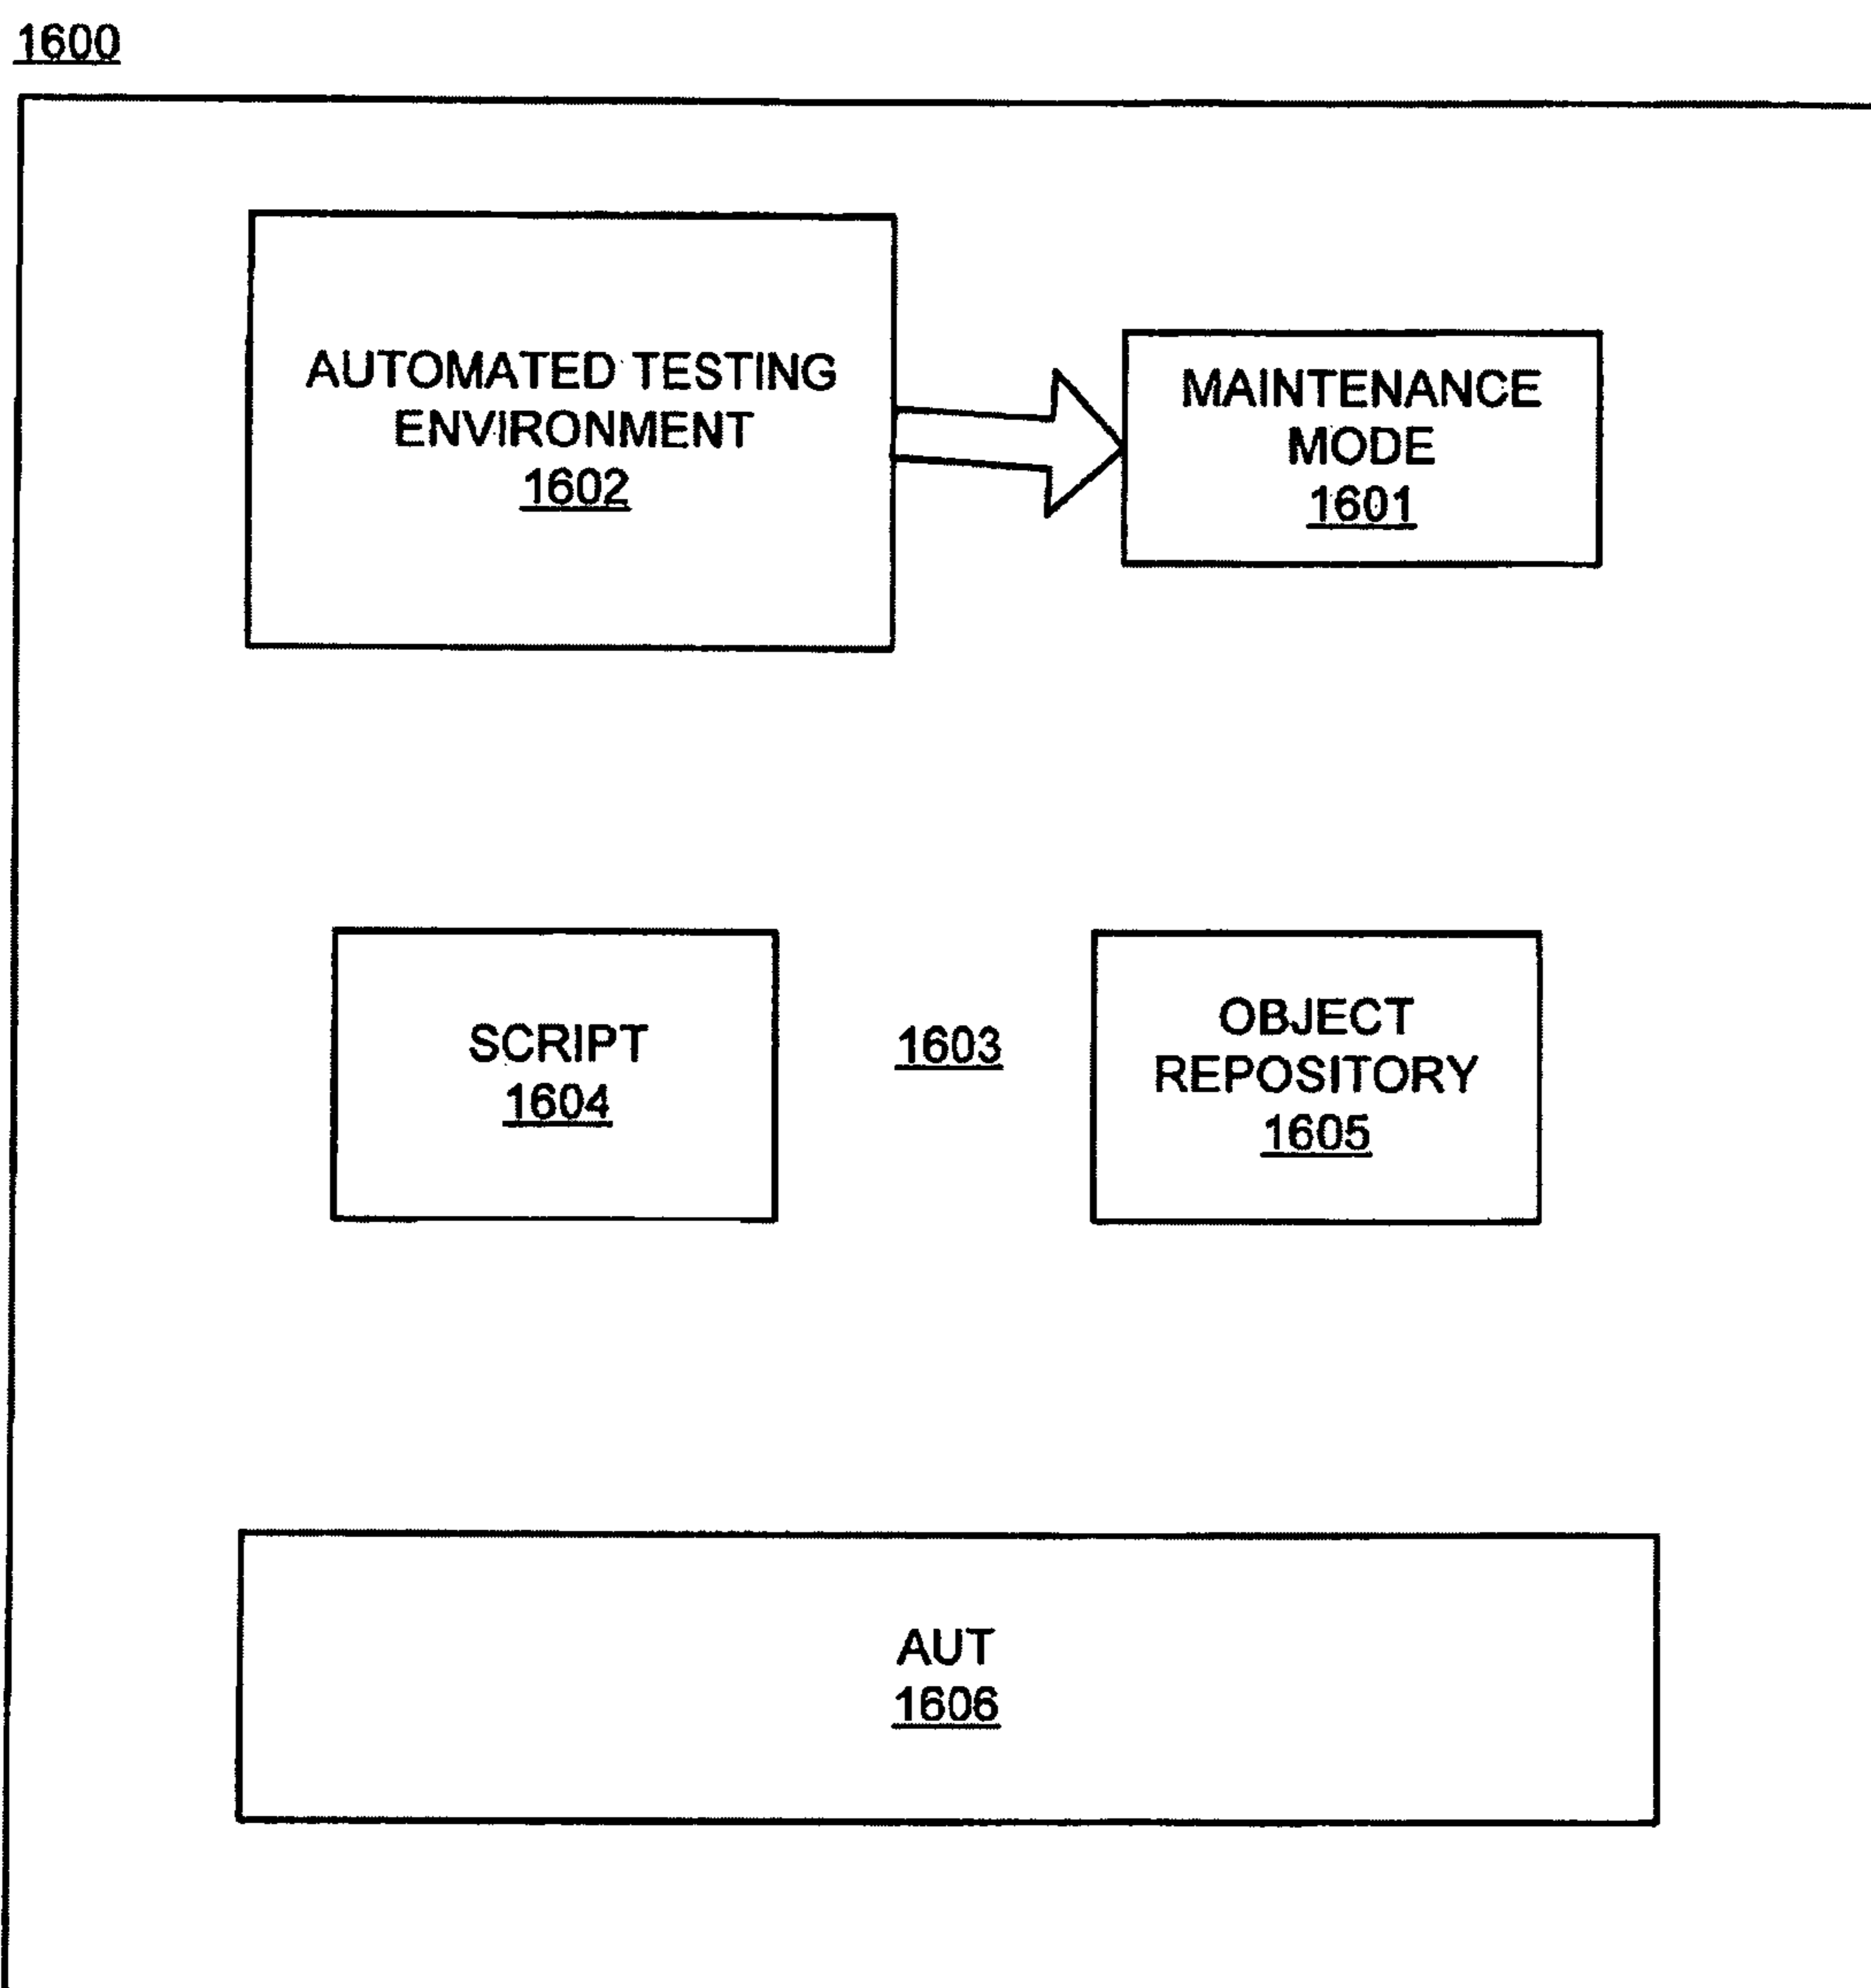 1600
AUTOMATED TESTING
ENVIRONMENT
1602
MAINTENANCE
MODE
1601
SCRIPT
1604
1603
OBJECT
REPOSITORY
1605
AUT
1606